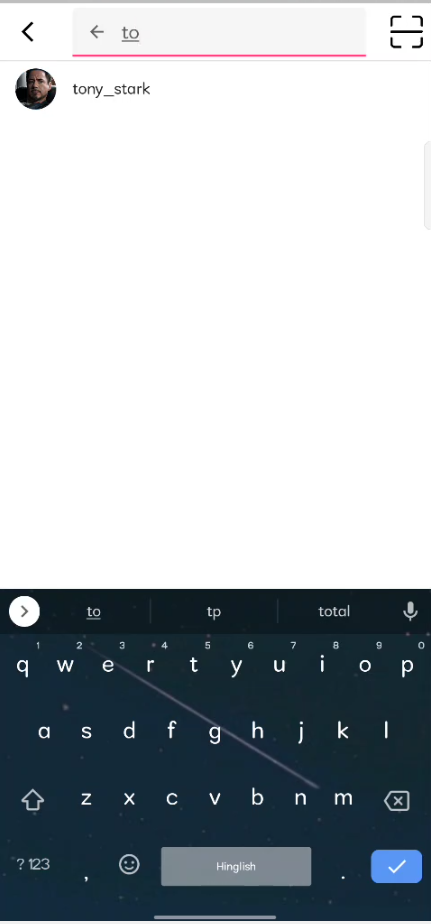 to
tony_stark
to tp total
1 2 3 4 5 6 7 8 9 0
q w e r t y u i o p
a s d f g h j k l
z x c v b n m
?123 , Hinglish .